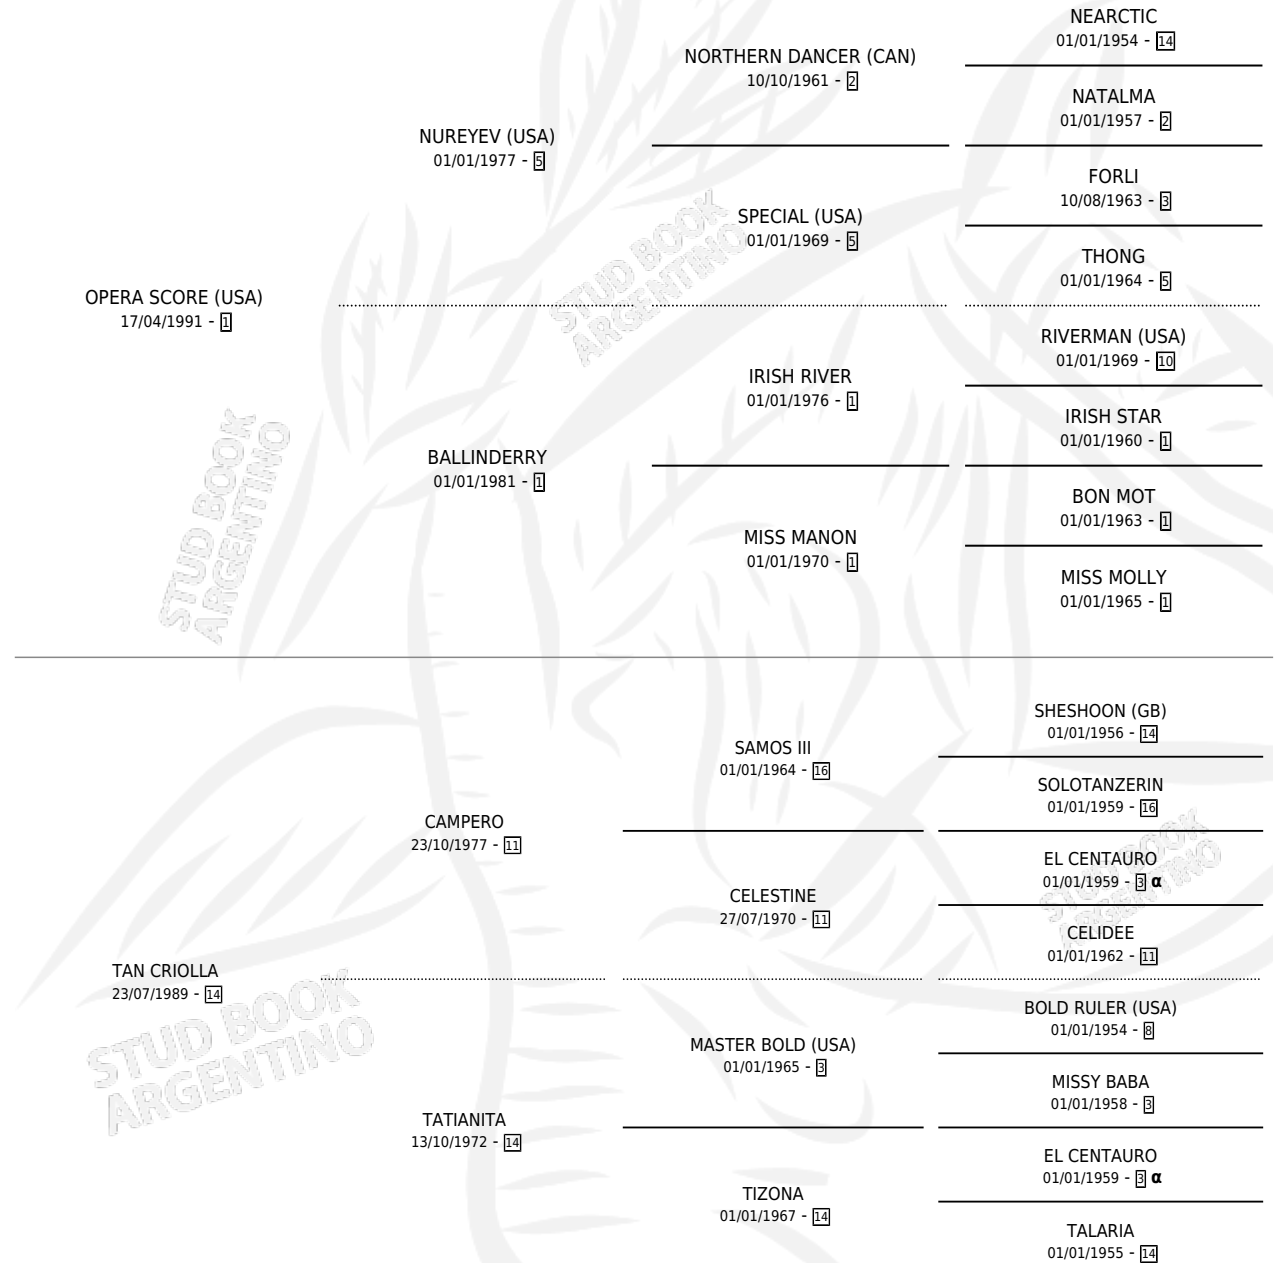 NEARCTIC
01/01/1954 - 14
NORTHERN DANCER (CAN)
10/10/1961 - 2
NATALMA
01/01/1957 - 2
NUREYEV (USA)
01/01/1977 - 5
FORLI
10/08/1963 - 3
SPECIAL (USA)
01/01/1969 - 5
THONG
01/01/1964 - 5
OPERA SCORE (USA)
17/04/1991 - 1
RIVERMAN (USA)
01/01/1969 - 10
IRISH RIVER
01/01/1976 - 1
IRISH STAR
01/01/1960 - 1
BALLINDERRY
01/01/1981 - 1
BON MOT
01/01/1963 - 1
MISS MANON
01/01/1970 - 1
MISS MOLLY
01/01/1965 - 1
STUD BOOK
ARGENTINO
STUD BOOK
ARGENTINO
SHESHOON (GB)
01/01/1956 - 14
SAMOS III
01/01/1964 - 16
SOLOTANZERIN
01/01/1959 - 16
CAMPERO
23/10/1977 - 11
EL CENTAURO
01/01/1959 - 3 α
CELESTINE
27/07/1970 - 11
CELIDEE
01/01/1962 - 11
TAN CRIOLLA
23/07/1989 - 14
BOLD RULER (USA)
01/01/1954 - 8
MASTER BOLD (USA)
01/01/1965 - 3
MISSY BABA
01/01/1958 - 3
TATIANITA
13/10/1972 - 14
EL CENTAURO
01/01/1959 - 3 α
TIZONA
01/01/1967 - 14
TALARIA
01/01/1955 - 14
STUD BOOK
ARGENTINO
STUD BOOK
ARGENTINO